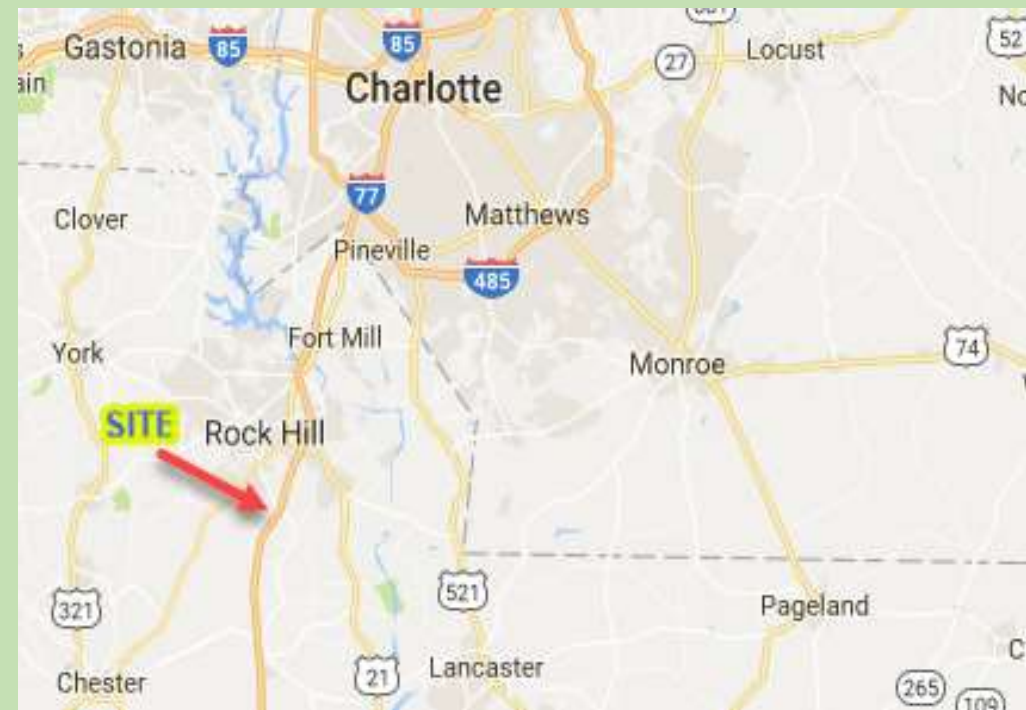 Gastonia
85
85
Locust
52
27
Charlotte
77
Matthews
Clover
Pineville
485
Fort Mill
York
74
Monroe
SITE
Rock Hill
321
521
Pageland
Chester
21
Lancaster
265
109